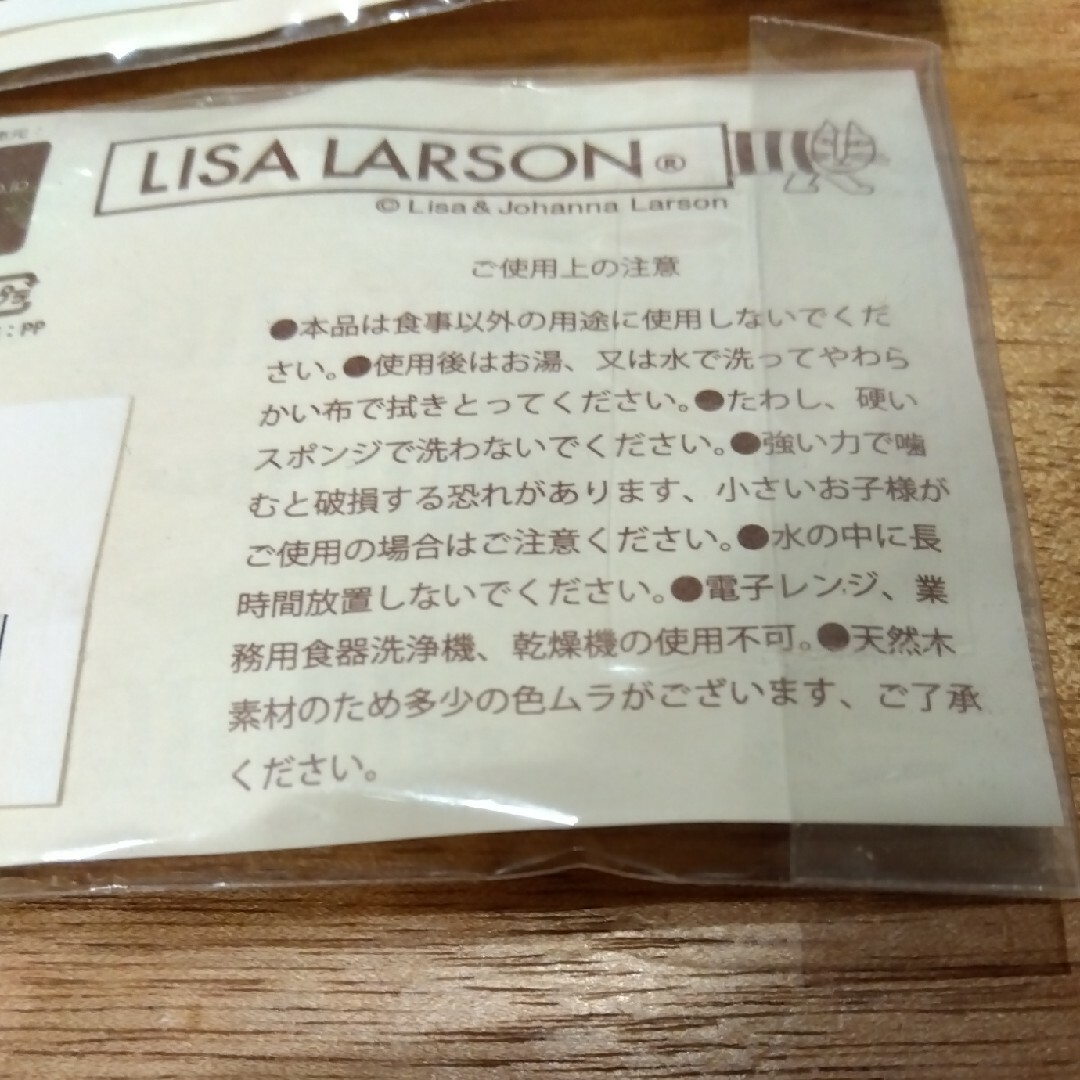 LISA LARSON®
© Lisa & Johanna Larson
ご使用上の注意
●本品は食事以外の用途に使用しないでくだ
さい。●使用後はお湯、又は水で洗ってやわら
かい布で拭きとってください。●たわし、硬い
スポンジで洗わないでください。●強い力で噛
むと破損する恐れがあります、小さいお子様が
ご使用の場合はご注意ください。●水の中に長
時間放置しないでください。●電子レンジ、業
務用食器洗浄機、乾燥機の使用不可。●天然木
素材のため多少の色ムラがございます、ご了承
ください。
: PP